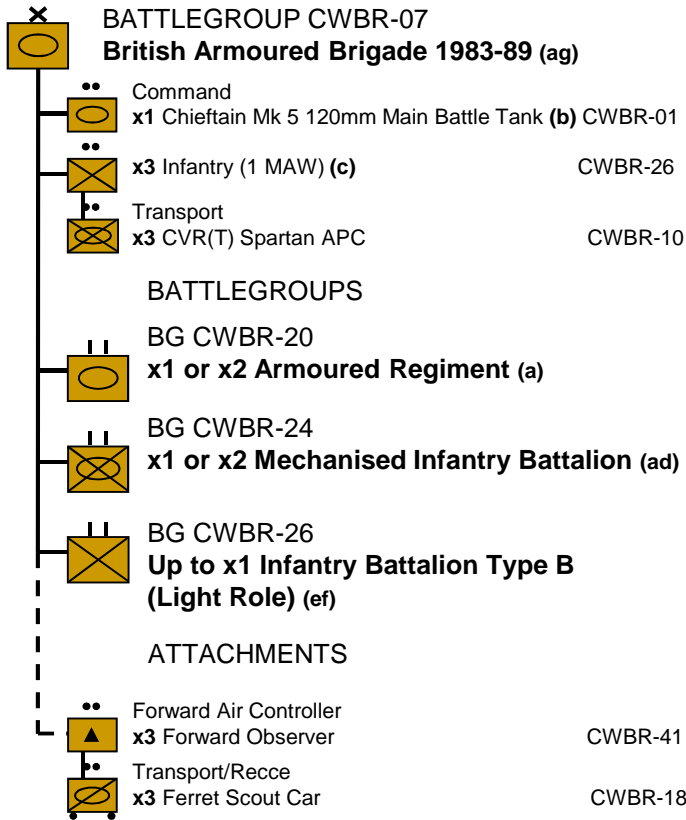 BATTLEGROUP CWBR-07
British Armoured Brigade 1983-89 (ag)
Command
x1 Chieftain Mk 5 120mm Main Battle Tank (b) CWBR-01
x3 Infantry (1 MAW) (c) CWBR-26
Transport
x3 CVR(T) Spartan APC CWBR-10
BATTLEGROUPS
BG CWBR-20
x1 or x2 Armoured Regiment (a)
BG CWBR-24
x1 or x2 Mechanised Infantry Battalion (ad)
BG CWBR-26
Up to x1 Infantry Battalion Type B
(Light Role) (ef)
ATTACHMENTS
Forward Air Controller
x3 Forward Observer CWBR-41
Transport/Recce
x3 Ferret Scout Car CWBR-18